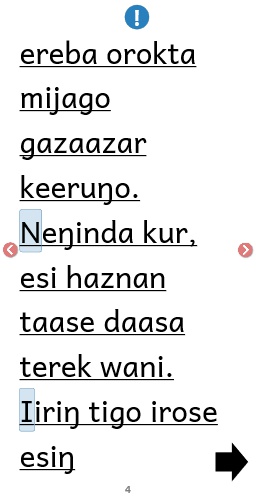 ereba orokta
mijago
gazaazar
keeruŋo.
Neŋinda kur,
esi haznan
taase daasa
terek wani.
Iiriŋ tigo irose
esiŋ
4